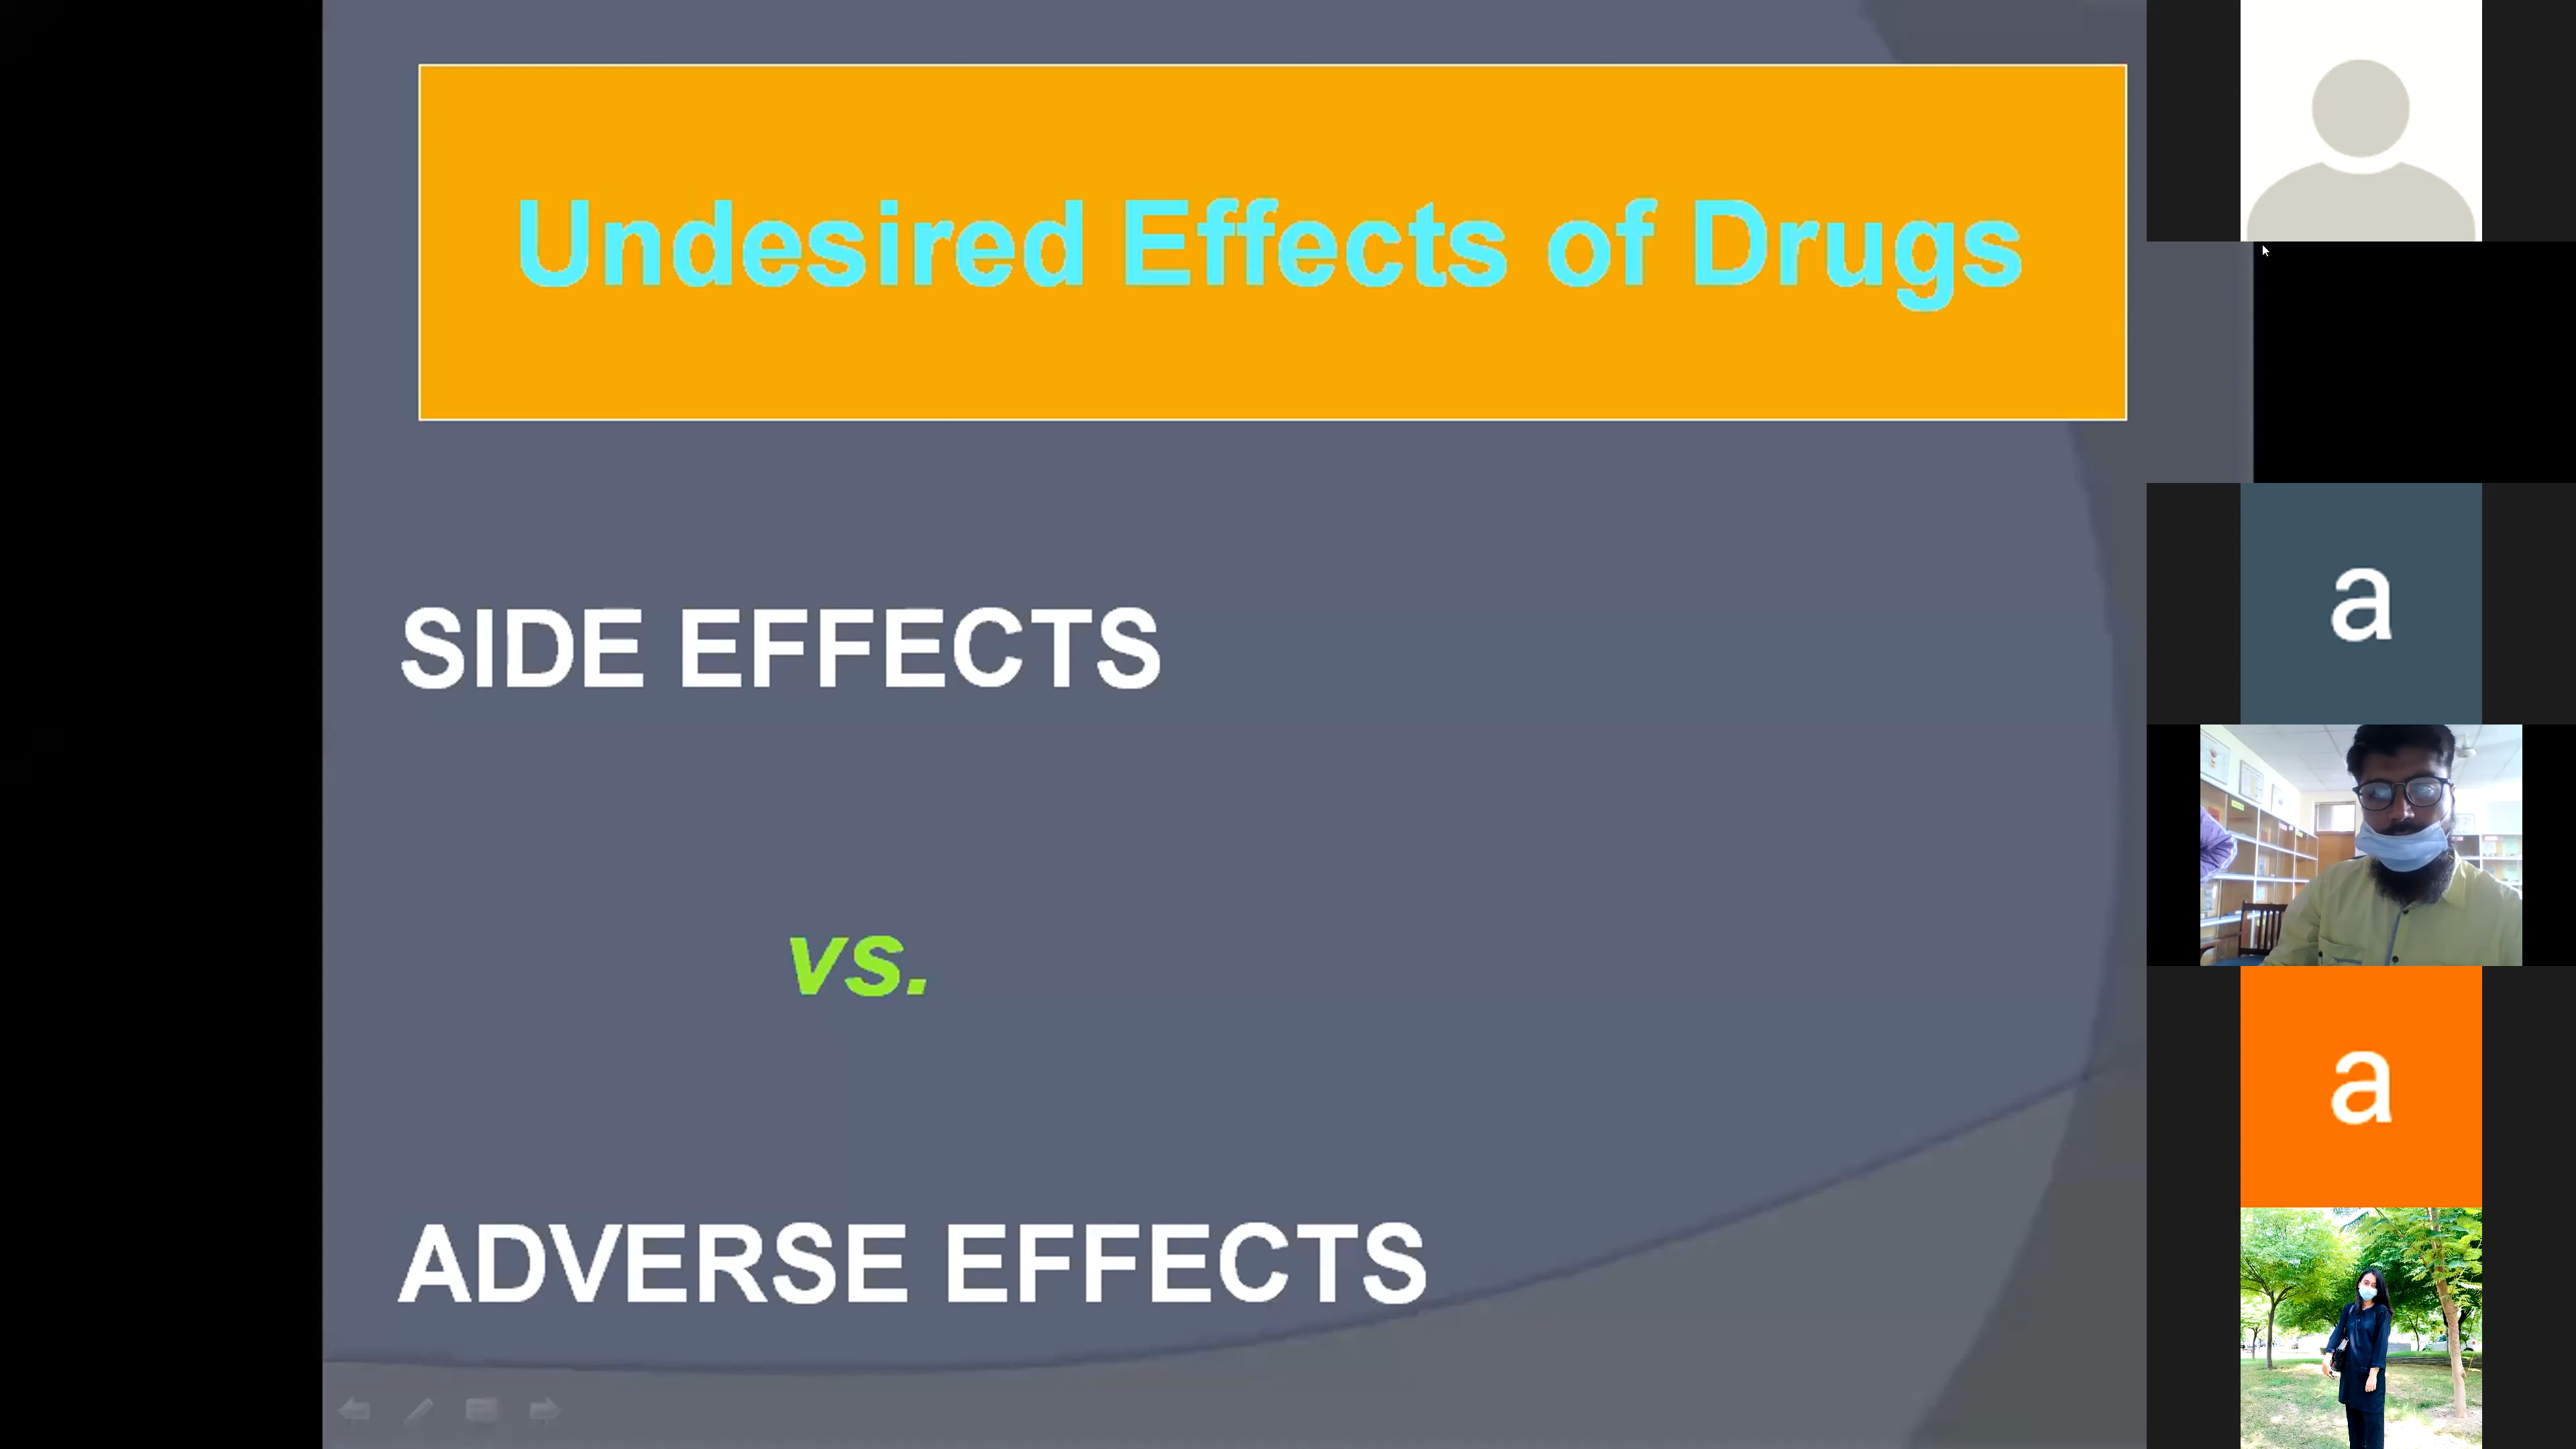 Undesired Effects of Drugs
SIDE EFFECTS
vs.
ADVERSE EFFECTS
a
a